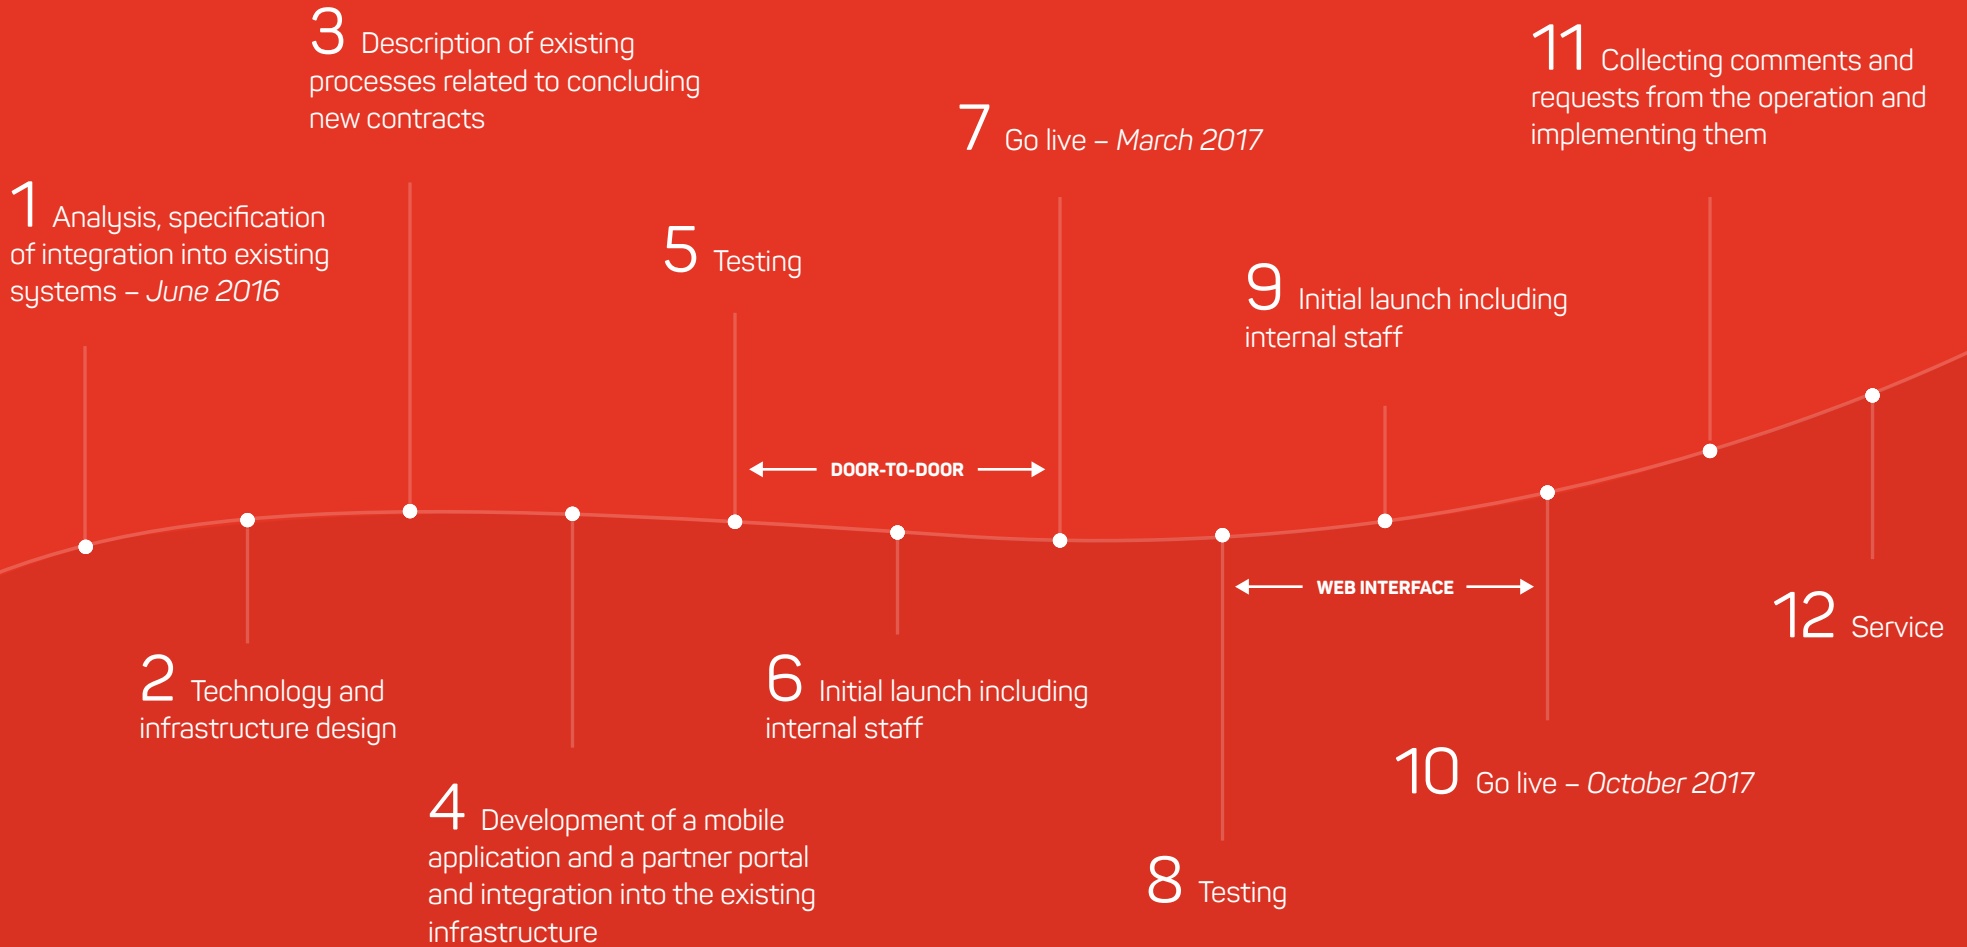 1 Analysis, specification
of integration into existing
systems – June 2016
2 Technology and
infrastructure design
3 Description of existing
processes related to concluding
new contracts
4 Development of a mobile
application and a partner portal
and integration into the existing
infrastructure
5 Testing
DOOR-TO-DOOR
6 Initial launch including
internal staff
7 Go live – March 2017
8 Testing
WEB INTERFACE
9 Initial launch including
internal staff
10 Go live – October 2017
11 Collecting comments and
requests from the operation and
implementing them
12 Service